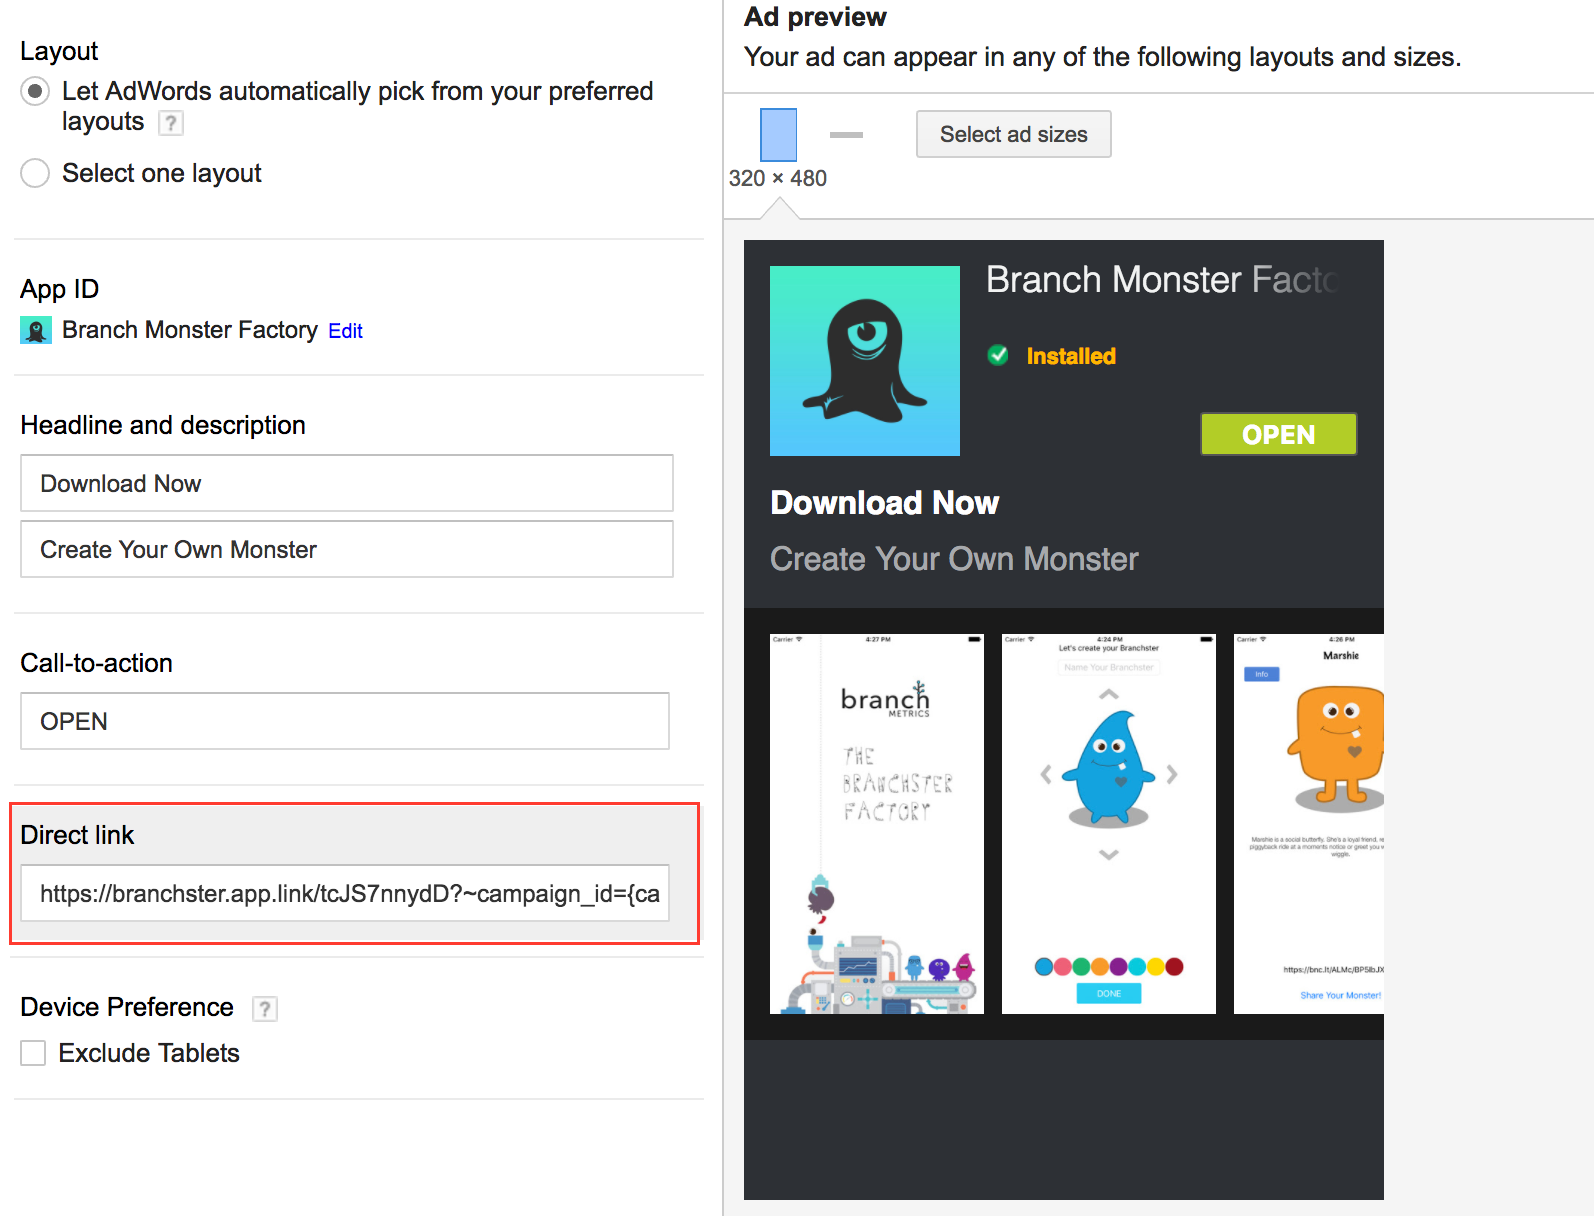 Layout
Let AdWords automatically pick from your preferred
layouts ?
Select one layout
App ID
Branch Monster Factory Edit
Headline and description
Download Now
Create Your Own Monster
Call-to-action
OPEN
Direct link
https://branchster.app.link/tcJS7nnydD?~campaign_id={ca
Device Preference ?
Exclude Tablets
Ad preview
Your ad can appear in any of the following layouts and sizes.
Select ad sizes
320 × 480
Branch Monster Facto
Installed
OPEN
Download Now
Create Your Own Monster
Carrier 4:27 PM
branch
METRICS
THE
BRANCHSTER
FACTORY
Carrier 4:24 PM
Let's create your Branchster
Name Your Branchster
DONE
Carrier 4:26 PM
Marshie
Info
Marshie is a social butterfly. She's a loyal friend,
piggyback ride at a moments notice or greet you
wiggle.
https://bnc.lt/ALMc/BP5lbJX
Share Your Monster!